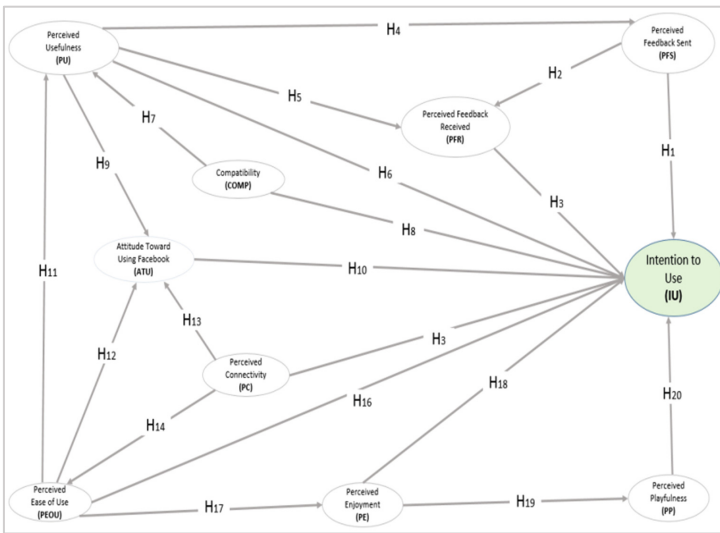 Perceived
Usefulness
(PU)
H4
Perceived
Feedback Sent
(PFS)
H2
H5
Perceived Feedback
Received
(PFR)
H7
H1
H9
Compatibility
(COMP)
H6
H3
H8
Attitude Toward
Using Facebook
(ATU)
H10
Intention to
Use
(IU)
H11
H13
H3
H12
Perceived
Connectivity
(PC)
H18
H20
H16
H14
Perceived
Ease of Use
(PEOU)
H17
Perceived
Enjoyment
(PE)
H19
Perceived
Playfulness
(PP)